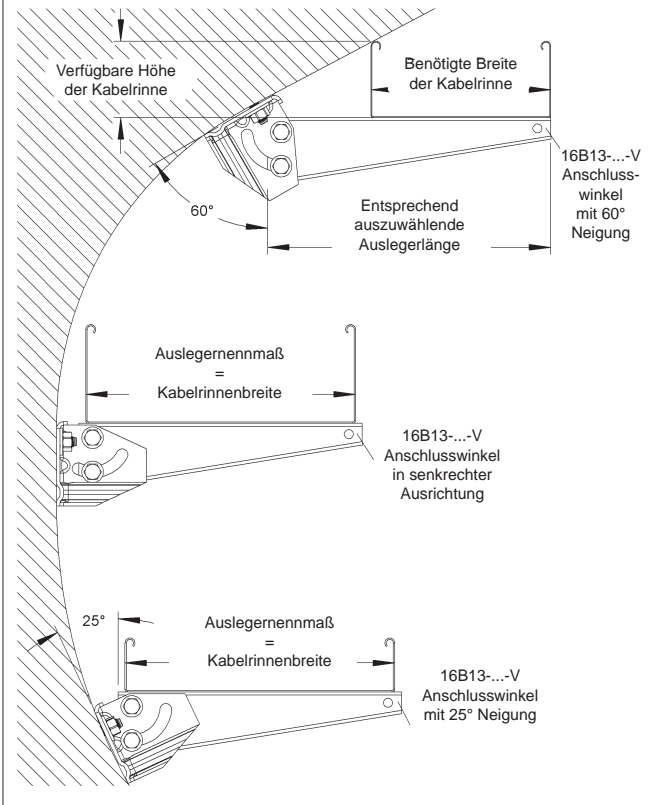 Verfügbare Höhe
der Kabelrinne
Benötigte Breite
der Kabelrinne
16B13-...-V
Anschluss-
winkel
mit 60°
Neigung
60°
Entsprechend
auszuwählende
Auslegerlänge
Auslegernennmaß
=
Kabelrinnenbreite
16B13-...-V
Anschlusswinkel
in senkrechter
Ausrichtung
25°
Auslegernennmaß
=
Kabelrinnenbreite
16B13-...-V
Anschlusswinkel
mit 25° Neigung